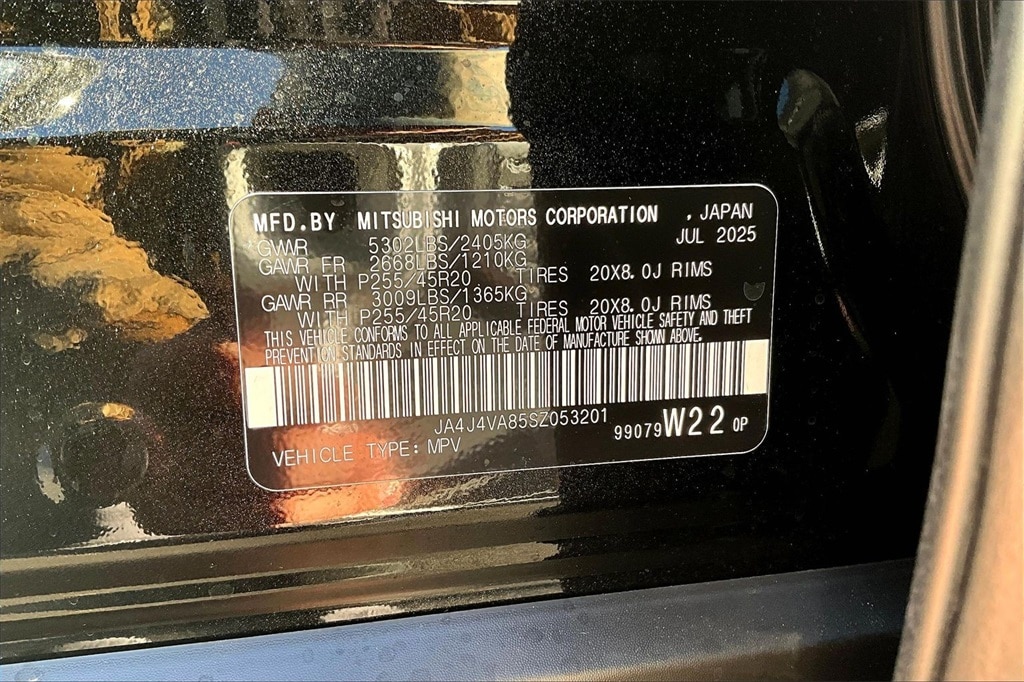 MFD.BY MITSUBISHI MOTORS CORPORATION , JAPAN
JUL 2025
GVWR 5302LBS/2405KG
GAWR FR 2668LBS/1210KG
WITH P255/45R20 TIRES 20X8.0J RIMS
GAWR RR 3009LBS/1365KG
WITH P255/45R20 TIRES 20X8.0J RIMS
THIS VEHICLE CONFORMS TO ALL APPLICABLE FEDERAL MOTOR VEHICLE SAFETY AND THEFT
PREVENTION STANDARDS IN EFFECT ON THE DATE OF MANUFACTURE SHOWN ABOVE.
JA4J4VA85SZ053201
99079 W22 0P
VEHICLE TYPE: MPV